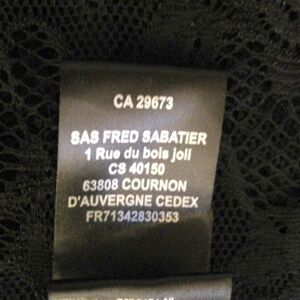 CA 29673
SAS FRED SABATIER
1 Rue du bois joli
CS 40150
63808 COURNON
D'AUVERGNE CEDEX
FR71342830353